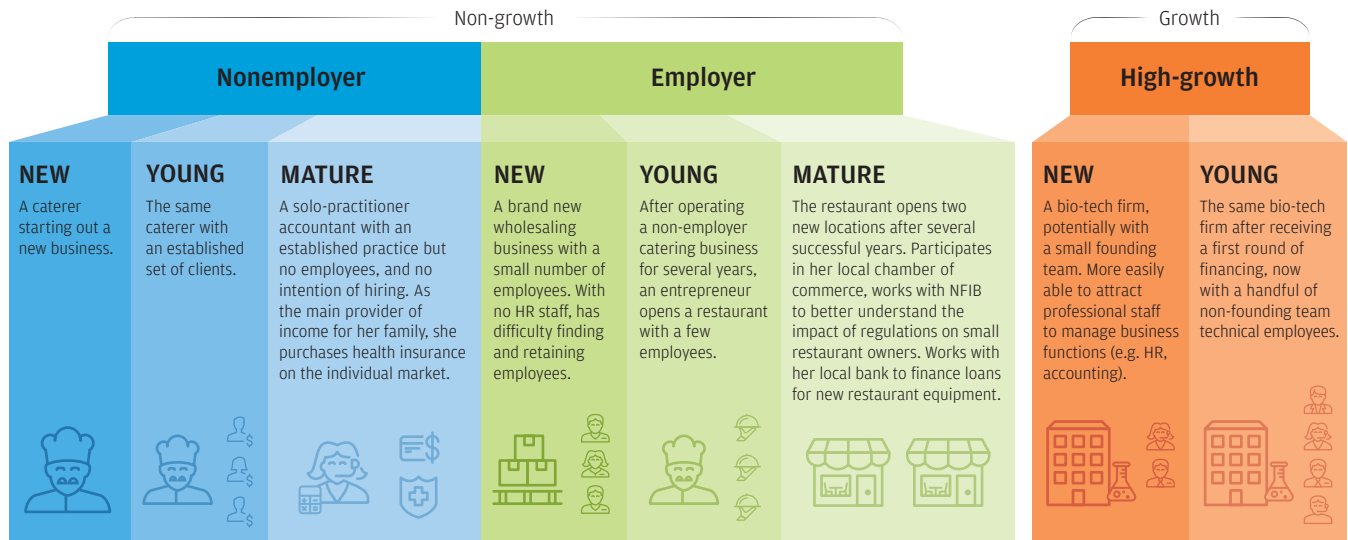 Non-growth
Growth
Nonemployer
Employer
High-growth
NEW
A caterer
starting out a
new business.
YOUNG
The same
caterer with
an established
set of clients.
MATURE
A solo-practitioner
accountant with an
established practice but
no employees, and no
intention of hiring. As
the main provider of
income for her family, she
purchases health insurance
on the individual market.
NEW
A brand new
wholesaling
business with a
small number of
employees. With
no HR staff, has
difficulty finding
and retaining
employees.
YOUNG
After operating
a non-employer
catering business
for several years,
an entrepreneur
opens a restaurant
with a few
employees.
MATURE
The restaurant opens two
new locations after several
successful years. Participates
in her local chamber of
commerce, works with NFIB
to better understand the
impact of regulations on small
restaurant owners. Works with
her local bank to finance loans
for new restaurant equipment.
NEW
A bio-tech firm,
potentially with
a small founding
team. More easily
able to attract
professional staff
to manage business
functions (e.g. HR,
accounting).
YOUNG
The same bio-tech
firm after receiving
a first round of
financing, now
with a handful of
non-founding team
technical employees.
$
$
$
$